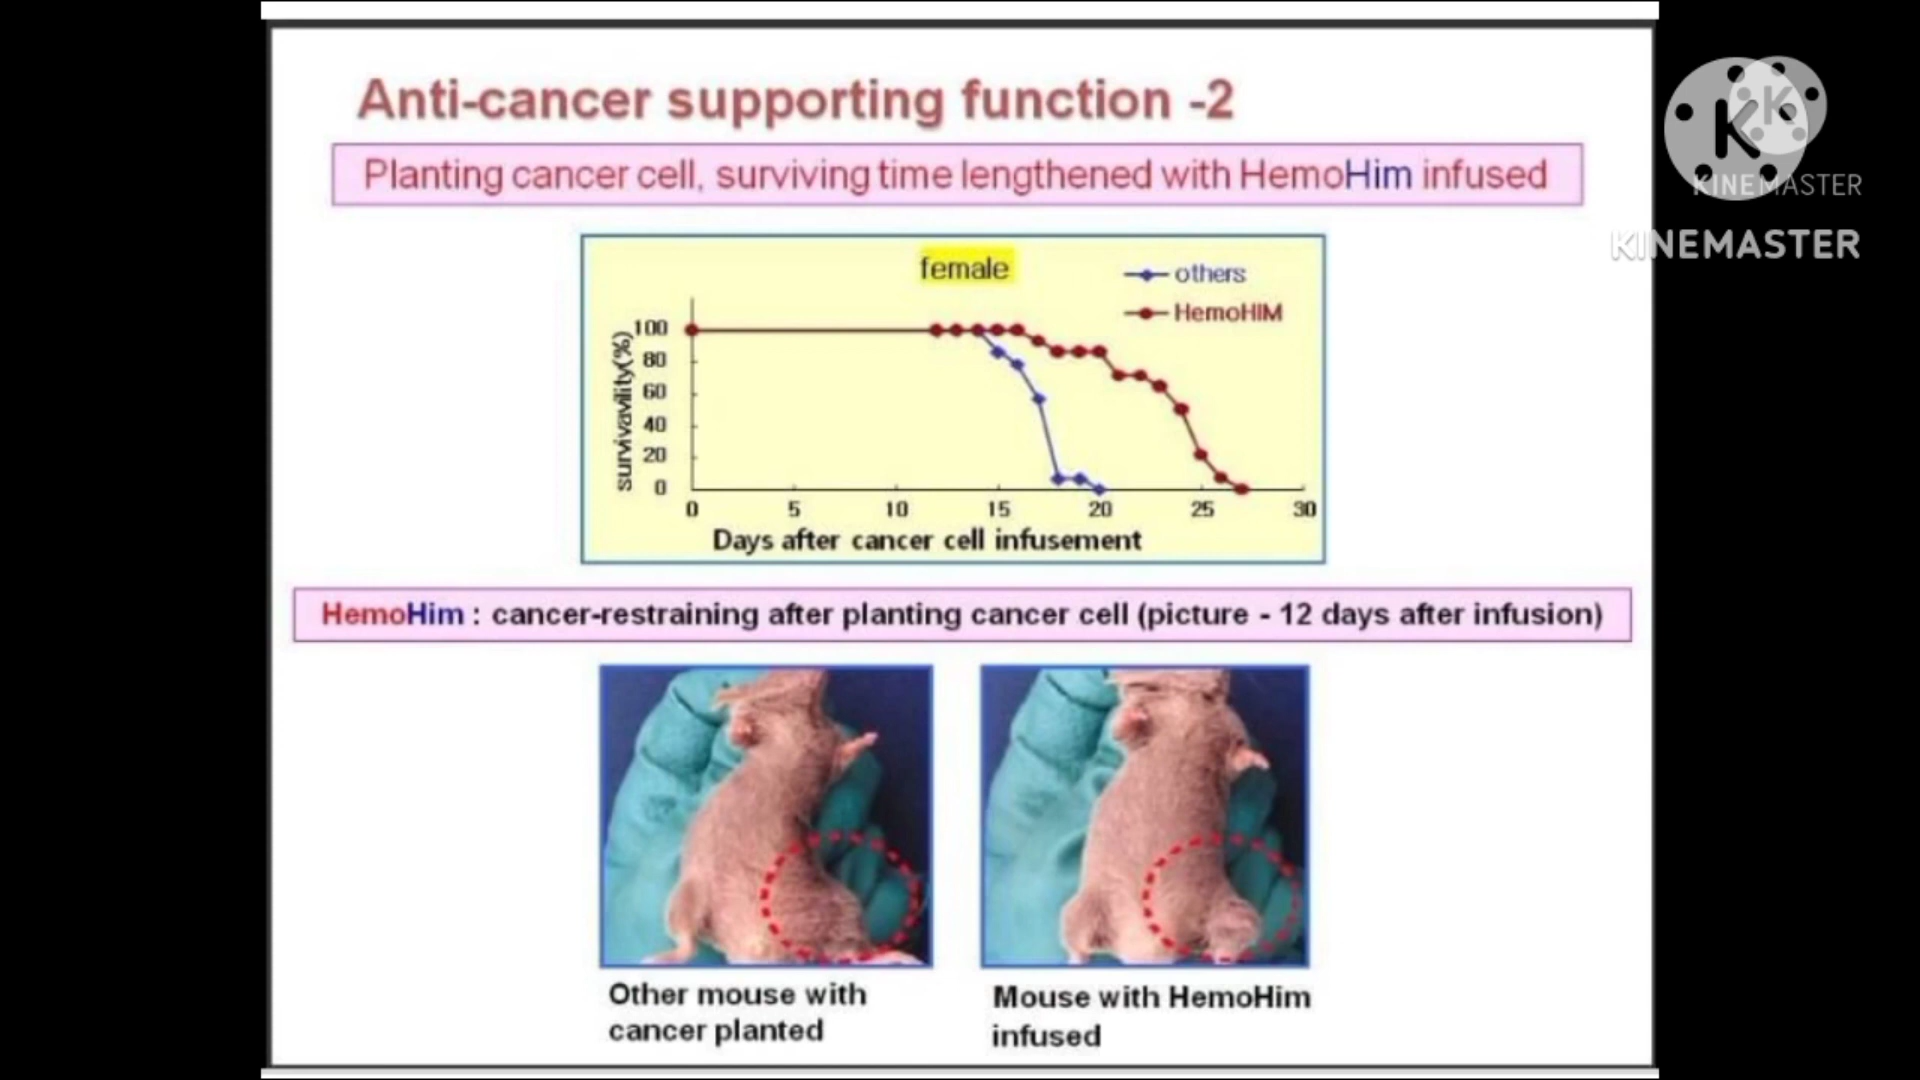 Anti-cancer supporting function -2
Planting cancer cell, surviving time lengthened with HemoHim infused
female
others
HemoHIM
survivavility(%)
100
80
60
40
20
0
0 5 10 15 20 25 30
Days after cancer cell infusement
HemoHim : cancer-restraining after planting cancer cell (picture - 12 days after infusion)
Other mouse with
cancer planted
Mouse with HemoHim
infused
K
K
KINEMASTER
KINEMASTER